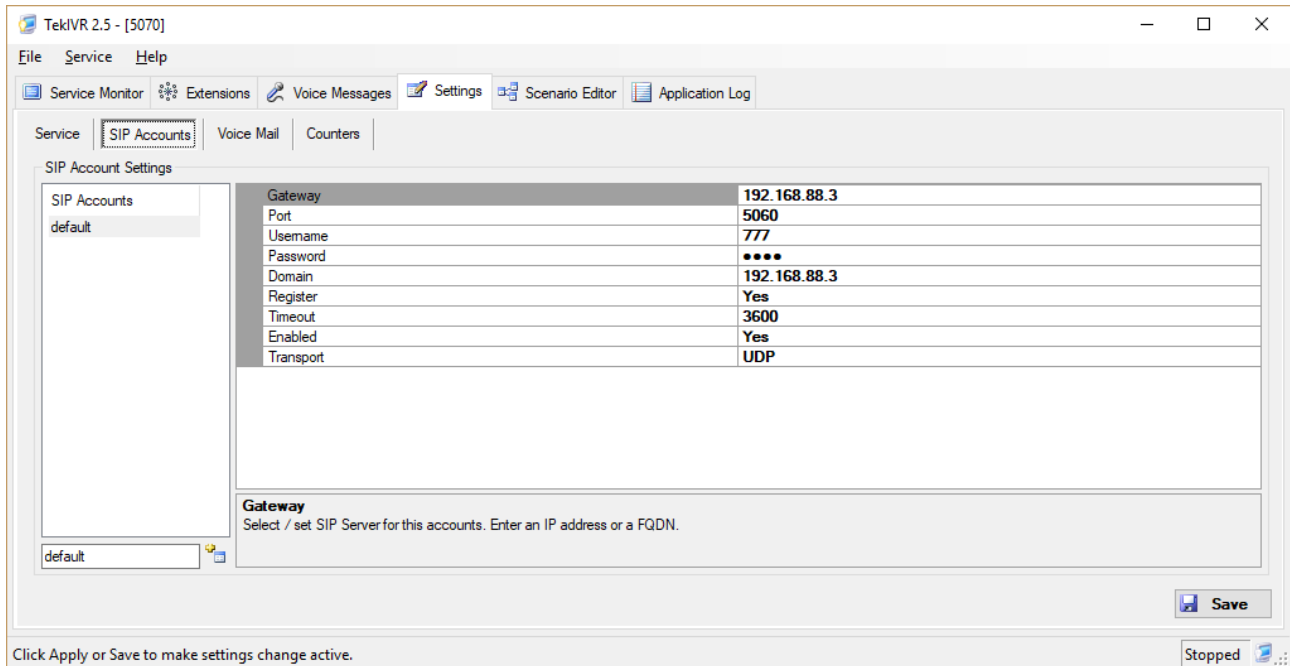 TekIVR 2.5 - [5070]
File Service Help
Service Monitor Extensions Voice Messages Settings Scenario Editor Application Log
Service SIP Accounts Voice Mail Counters
SIP Account Settings
SIP Accounts
default
Gateway 192.168.88.3
Port 5060
Username 777
Password ●●●●
Domain 192.168.88.3
Register Yes
Timeout 3600
Enabled Yes
Transport UDP
Gateway
Select / set SIP Server for this accounts. Enter an IP address or a FQDN.
default
Save
Click Apply or Save to make settings change active. Stopped